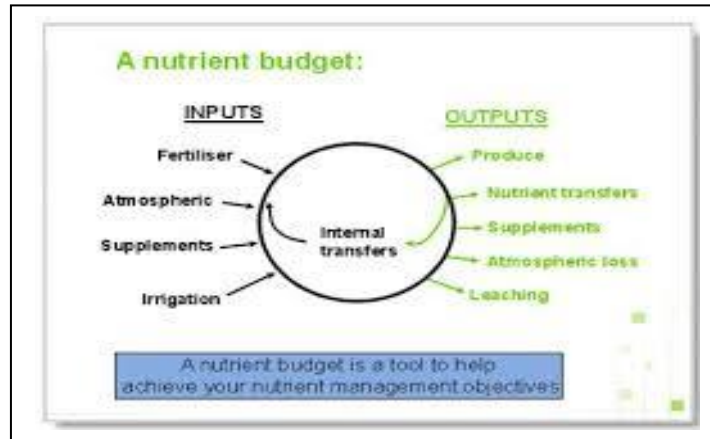 A nutrient budget:
INPUTS
OUTPUTS
Fertiliser
Atmospheric
Supplements
Irrigation
Internal
transfers
Produce
Nutrient transfers
Supplements
Atmospheric loss
Leaching
A nutrient budget is a tool to help
achieve your nutrient management objectives